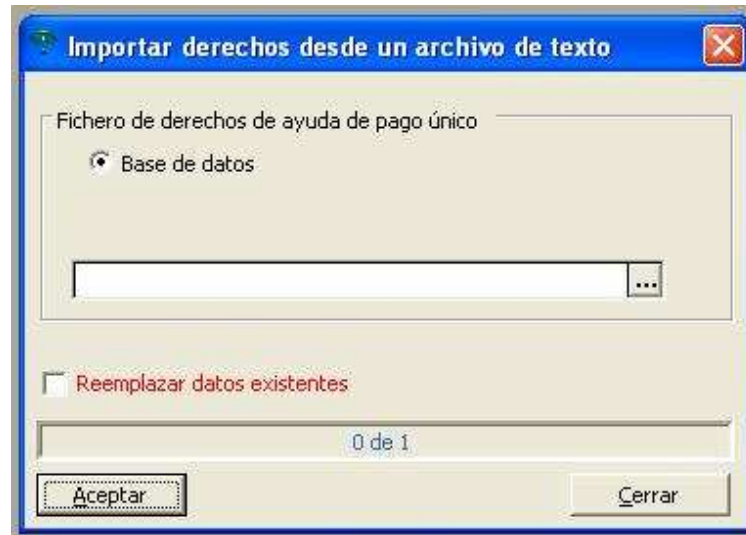 Importar derechos desde un archivo de texto
Fichero de derechos de ayuda de pago único
Base de datos
...
Reemplazar datos existentes
0 de 1
Aceptar
Cerrar